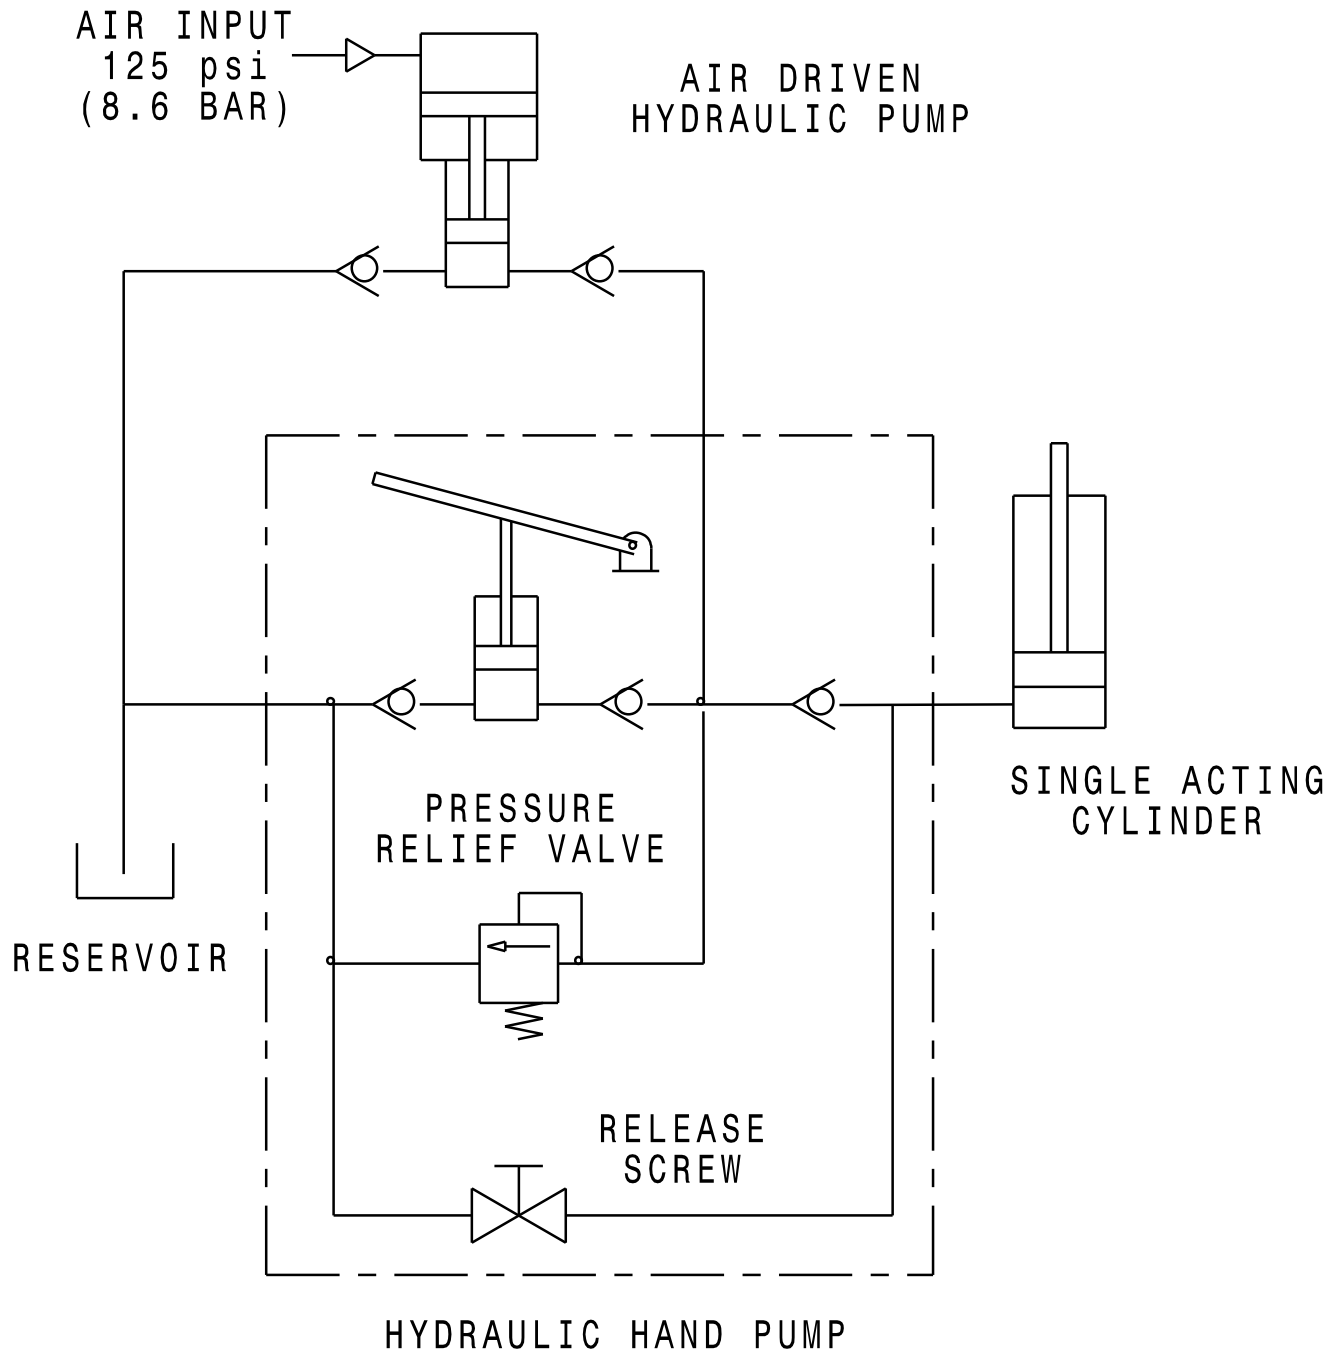 AIR INPUT
125 psi
(8.6 BAR)
AIR DRIVEN
HYDRAULIC PUMP
SINGLE ACTING
CYLINDER
PRESSURE
RELIEF VALVE
RESERVOIR
RELEASE
SCREW
HYDRAULIC HAND PUMP